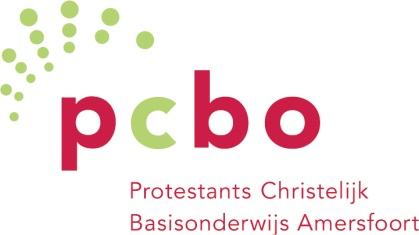 pcbo
Protestants Christelijk
Basisonderwijs Amersfoort